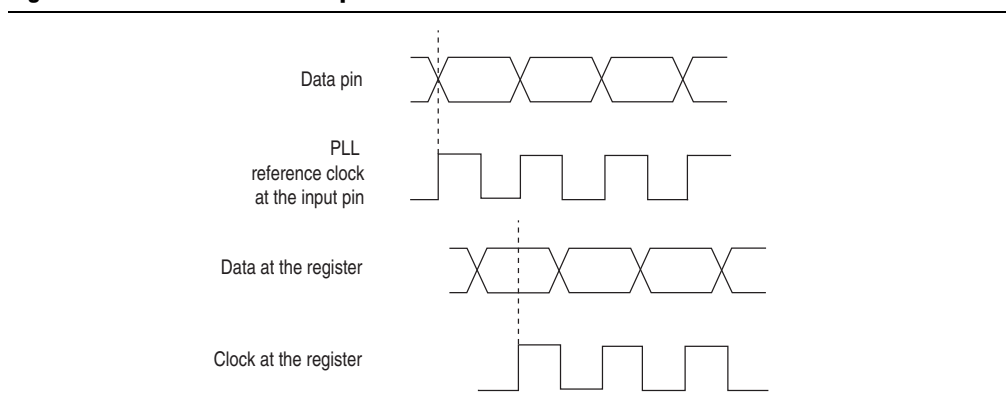 Data pin
PLL
reference clock
at the input pin
Data at the register
Clock at the register